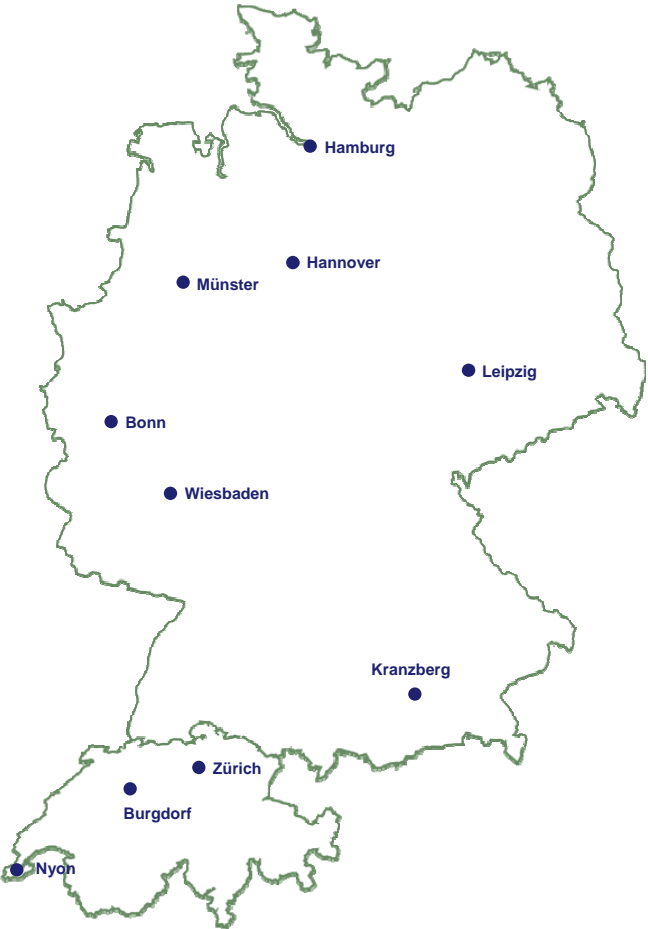 Hamburg
Hannover
Münster
Leipzig
Bonn
Wiesbaden
Kranzberg
Zürich
Burgdorf
Nyon